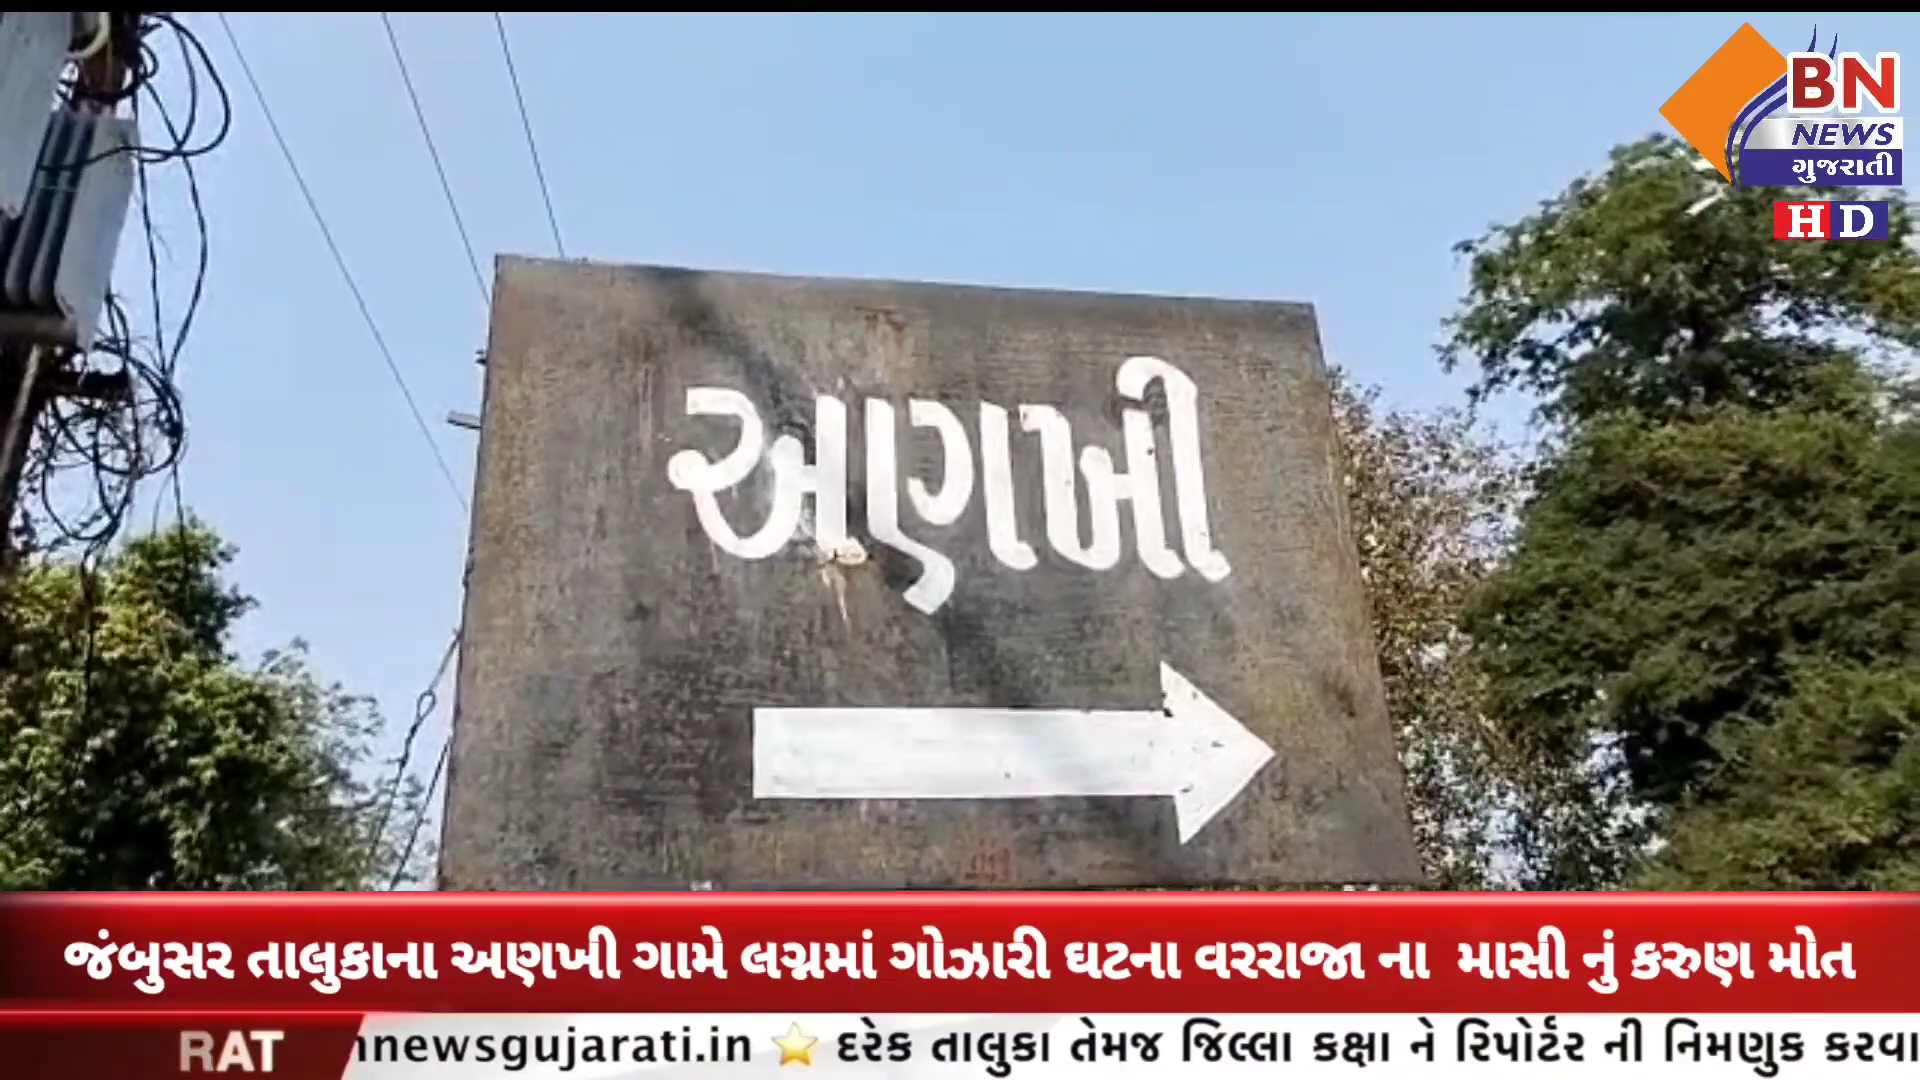 BN
NEWS
ગુજરાતી
HD
અણખી
જંબુસર તાલુકાના અણખી ગામે લગ્નમાં ગોઝારી ઘટના વરરાજા ના માસી નું કરુણ મોત
RAT nnewsgujarati.in ⭐ દરેક તાલુકા તેમજ જિલ્લા કક્ષા ને રિપોર્ટર ની નિમણુક કરવા